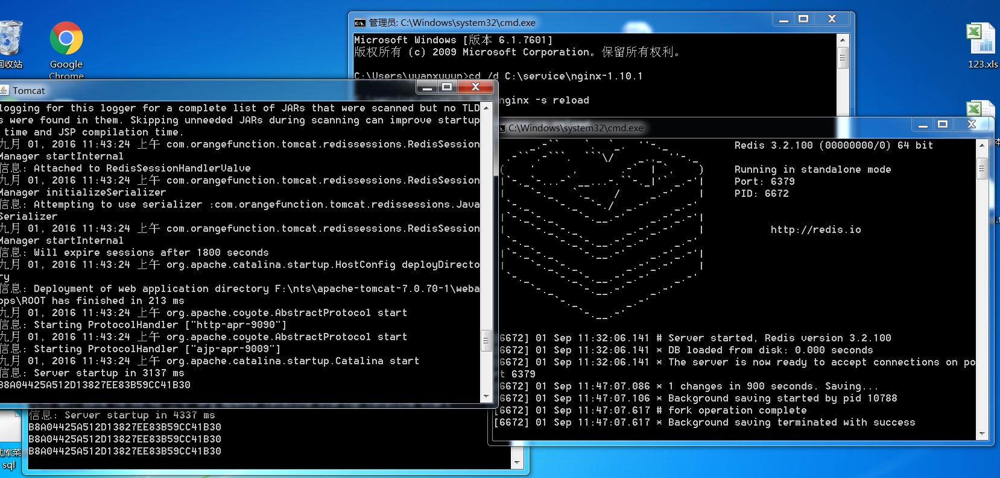 回收站
Google
Chrome
123.xls
管理员: C:\Windows\system32\cmd.exe
Microsoft Windows [版本 6.1.7601]
版权所有 (c) 2009 Microsoft Corporation。保留所有权利。
C:\Users\yuanxuyun>cd /d C:\service\nginx-1.10.1
nginx -s reload
Tomcat
logging for this logger for a complete list of JARs that were scanned but no TLD
s were found in them. Skipping unneeded JARs during scanning can improve startup
time and JSP compilation time.
九月 01, 2016 11:43:24 上午 com.orangefunction.tomcat.redissessions.RedisSession
Manager startInternal
信息: Attached to RedisSessionHandlerValve
九月 01, 2016 11:43:24 上午 com.orangefunction.tomcat.redissessions.RedisSession
Manager initializeSerializer
信息: Attempting to use serializer :com.orangefunction.tomcat.redissessions.Java
Serializer
九月 01, 2016 11:43:24 上午 com.orangefunction.tomcat.redissessions.RedisSession
Manager startInternal
信息: Will expire sessions after 1800 seconds
九月 01, 2016 11:43:24 上午 org.apache.catalina.startup.HostConfig deployDirecto
ry
信息: Deployment of web application directory F:\nts\apache-tomcat-7.0.70-1\weba
pps\ROOT has finished in 213 ms
九月 01, 2016 11:43:24 上午 org.apache.coyote.AbstractProtocol start
信息: Starting ProtocolHandler ["http-apr-9090"]
九月 01, 2016 11:43:24 上午 org.apache.coyote.AbstractProtocol start
信息: Starting ProtocolHandler ["ajp-apr-9009"]
九月 01, 2016 11:43:24 上午 org.apache.catalina.startup.Catalina start
信息: Server startup in 3137 ms
B8A04425A512D13827EE83B59CC41B30
信息: Server startup in 4337 ms
B8A04425A512D13827EE83B59CC41B30
B8A04425A512D13827EE83B59CC41B30
B8A04425A512D13827EE83B59CC41B30
库菜
sql
C:\Windows\system32\cmd.exe
Redis 3.2.100 (00000000/0) 64 bit
Running in standalone mode
Port: 6379
PID: 6672
http://redis.io
[6672] 01 Sep 11:32:06.141 # Server started, Redis version 3.2.100
[6672] 01 Sep 11:32:06.141 * DB loaded from disk: 0.000 seconds
[6672] 01 Sep 11:32:06.141 * The server is now ready to accept connections on po
t 6379
[6672] 01 Sep 11:47:07.086 * 1 changes in 900 seconds. Saving...
[6672] 01 Sep 11:47:07.106 * Background saving started by pid 10788
[6672] 01 Sep 11:47:07.617 # fork operation complete
[6672] 01 Sep 11:47:07.617 * Background saving terminated with success